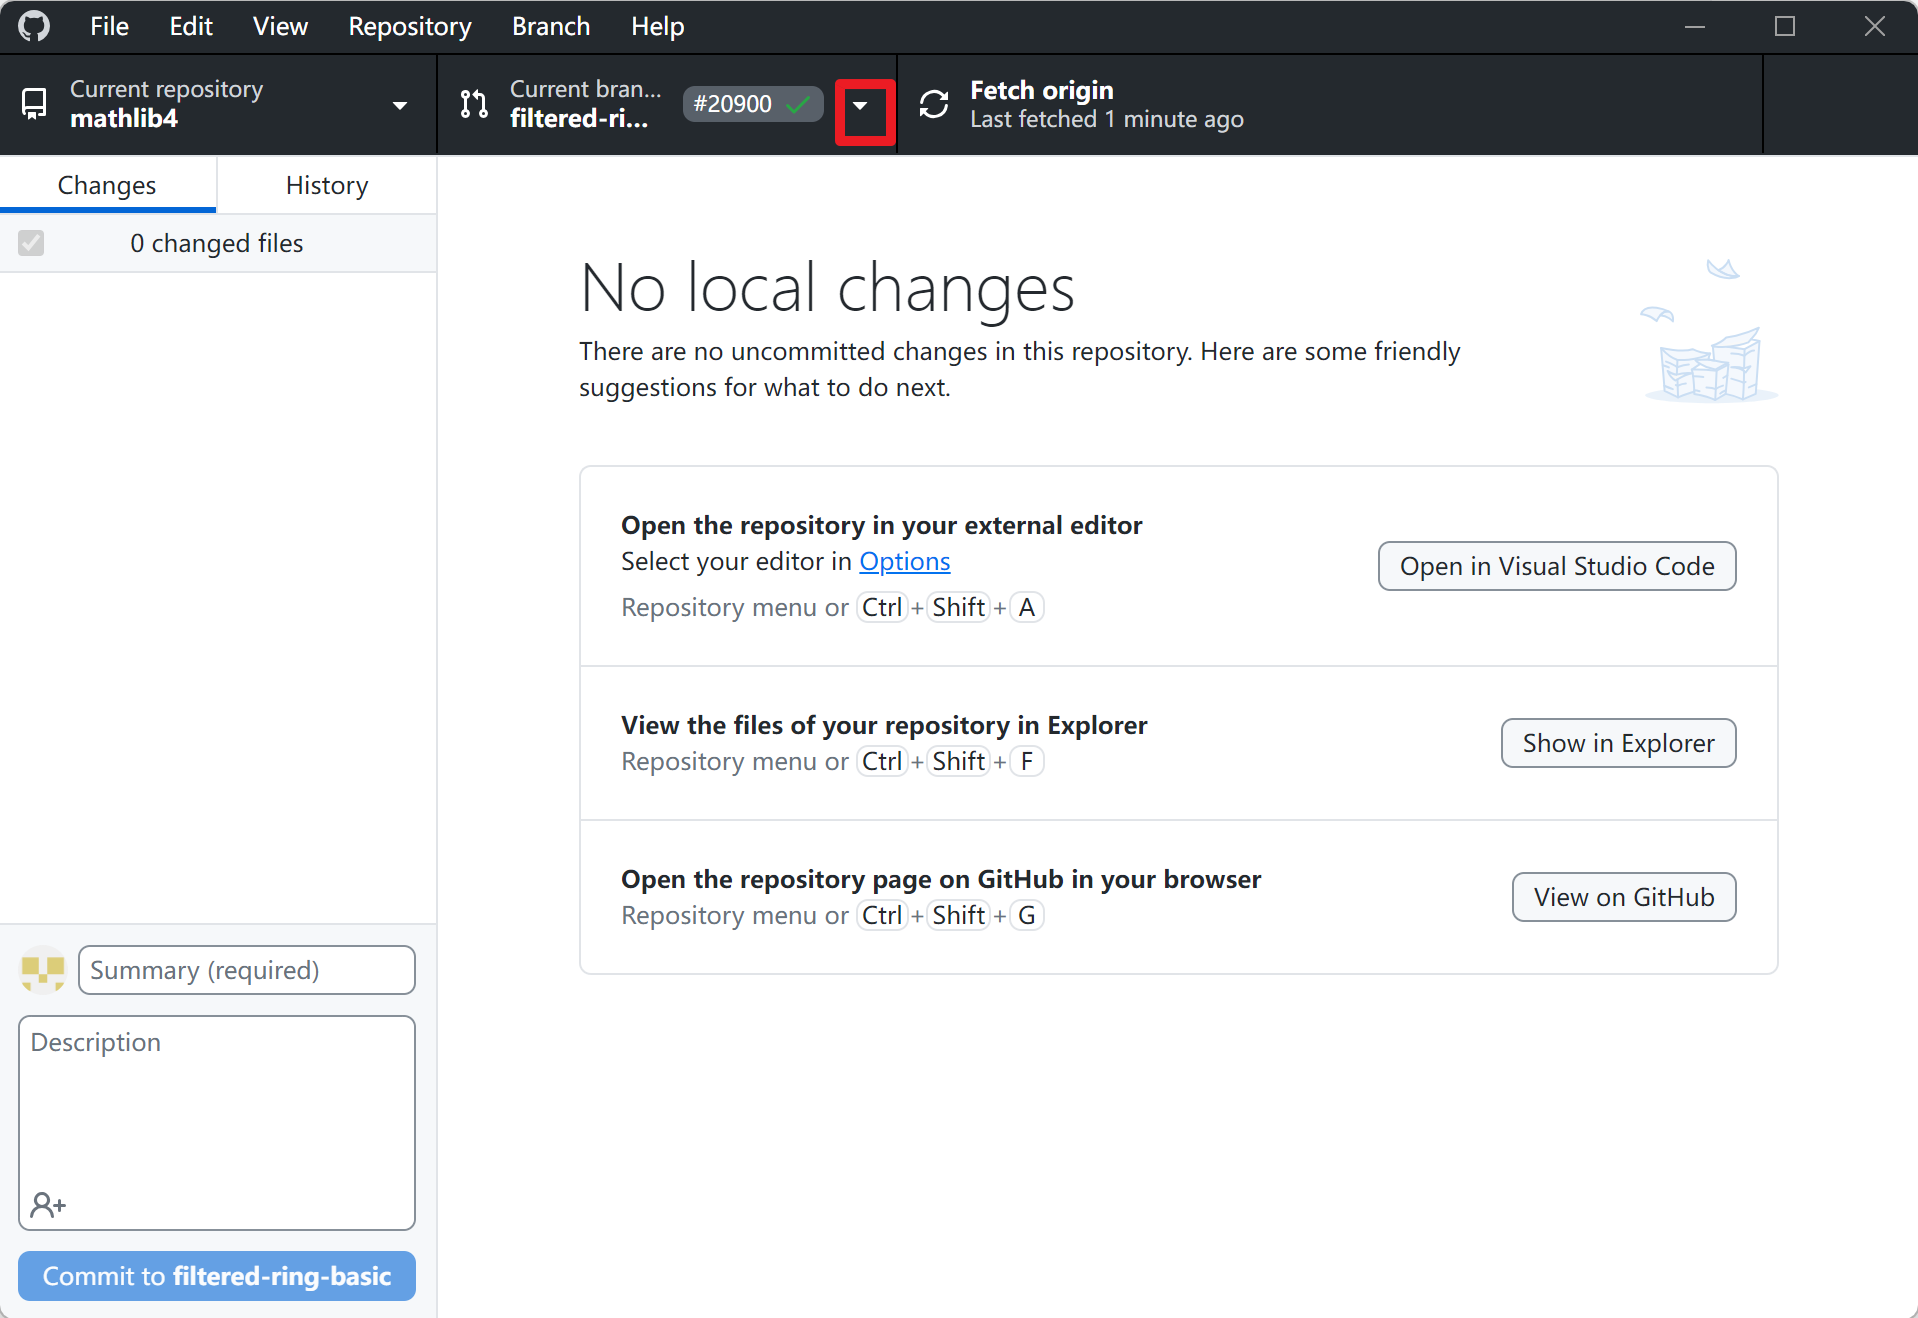 File Edit View Repository Branch Help
Current repository
mathlib4
Current bran...
filtered-ri...
#20900
Fetch origin
Last fetched 1 minute ago
Changes
History
0 changed files
No local changes
There are no uncommitted changes in this repository. Here are some friendly
suggestions for what to do next.
Open the repository in your external editor
Select your editor in Options
Repository menu or Ctrl + Shift + A
Open in Visual Studio Code
View the files of your repository in Explorer
Repository menu or Ctrl + Shift + F
Show in Explorer
Open the repository page on GitHub in your browser
Repository menu or Ctrl + Shift + G
View on GitHub
Summary (required)
Description
Commit to filtered-ring-basic